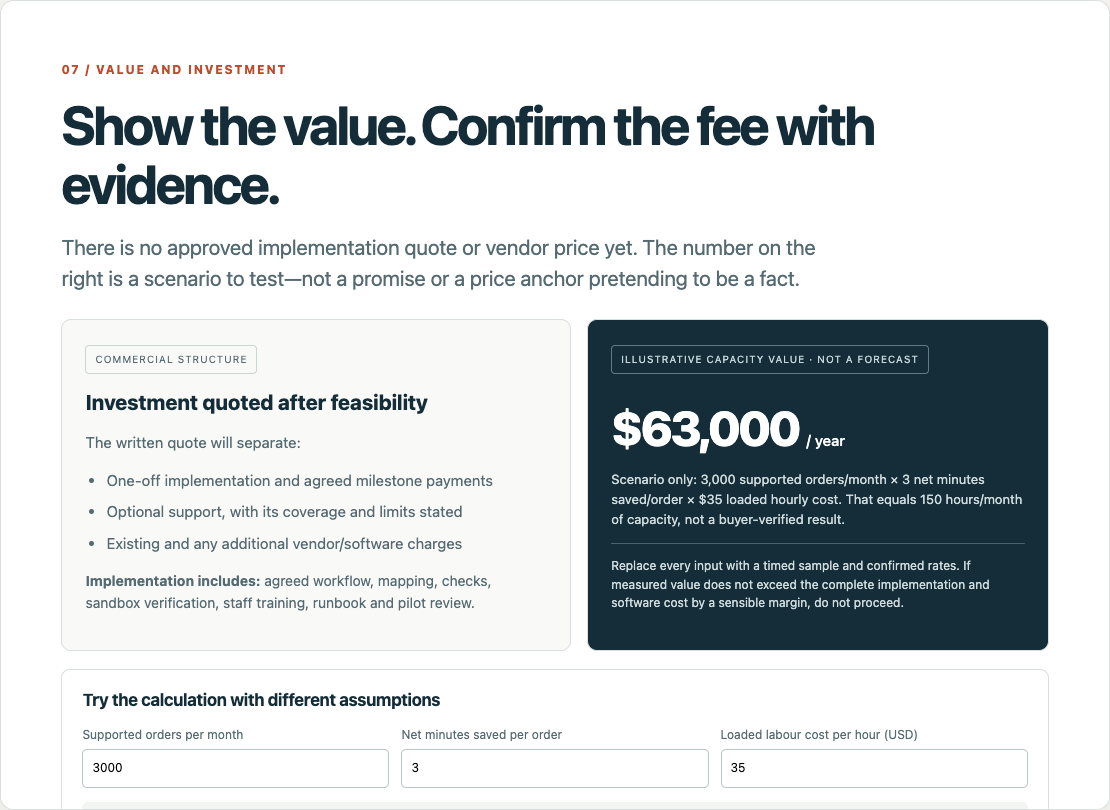 07 / VALUE AND INVESTMENT
Show the value. Confirm the fee with
evidence.
There is no approved implementation quote or vendor price yet. The number on the
right is a scenario to test—not a promise or a price anchor pretending to be a fact.
COMMERCIAL STRUCTURE
Investment quoted after feasibility
The written quote will separate:
• One-off implementation and agreed milestone payments
• Optional support, with its coverage and limits stated
• Existing and any additional vendor/software charges
Implementation includes: agreed workflow, mapping, checks,
sandbox verification, staff training, runbook and pilot review.
ILLUSTRATIVE CAPACITY VALUE · NOT A FORECAST
$63,000 / year
Scenario only: 3,000 supported orders/month × 3 net minutes
saved/order × $35 loaded hourly cost. That equals 150 hours/month
of capacity, not a buyer-verified result.
Replace every input with a timed sample and confirmed rates. If
measured value does not exceed the complete implementation and
software cost by a sensible margin, do not proceed.
Try the calculation with different assumptions
Supported orders per month
3000
Net minutes saved per order
3
Loaded labour cost per hour (USD)
35